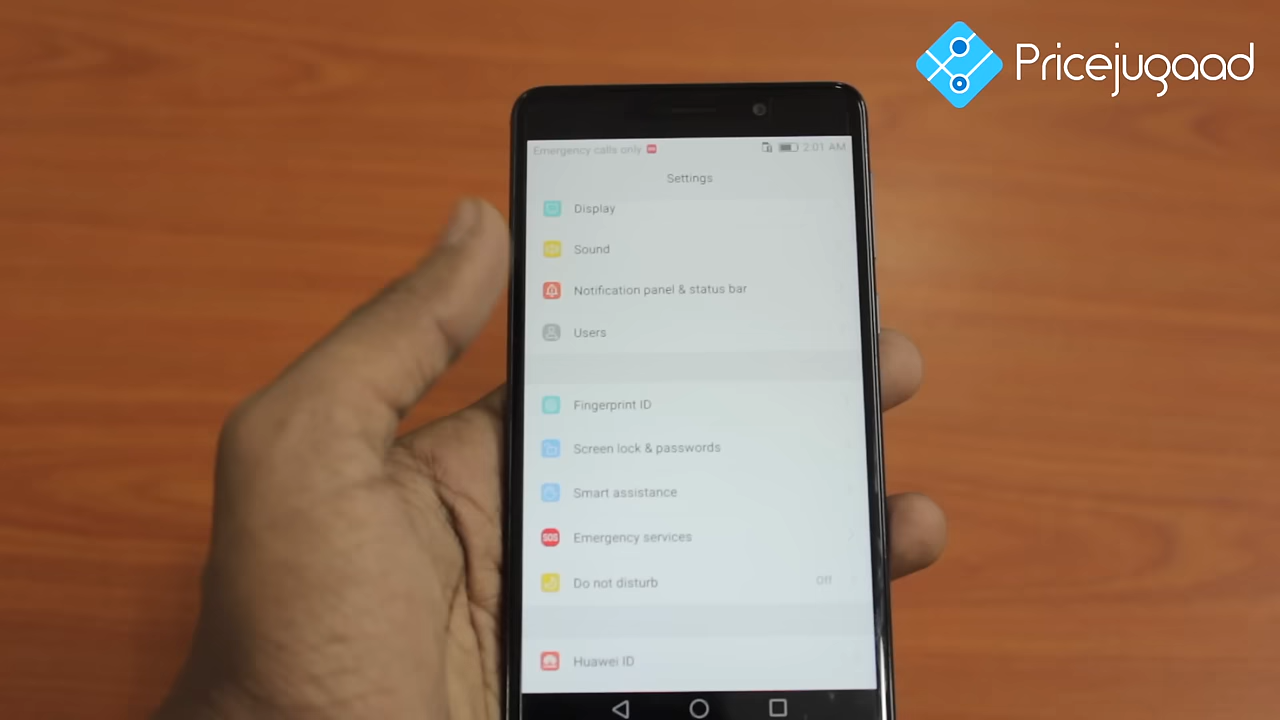 Pricejugaad
Emergency calls only
2:01 AM
Settings
Display
Sound
Notification panel & status bar
Users
Fingerprint ID
Screen lock & passwords
Smart assistance
SOS Emergency services
Do not disturb Off
Huawei ID